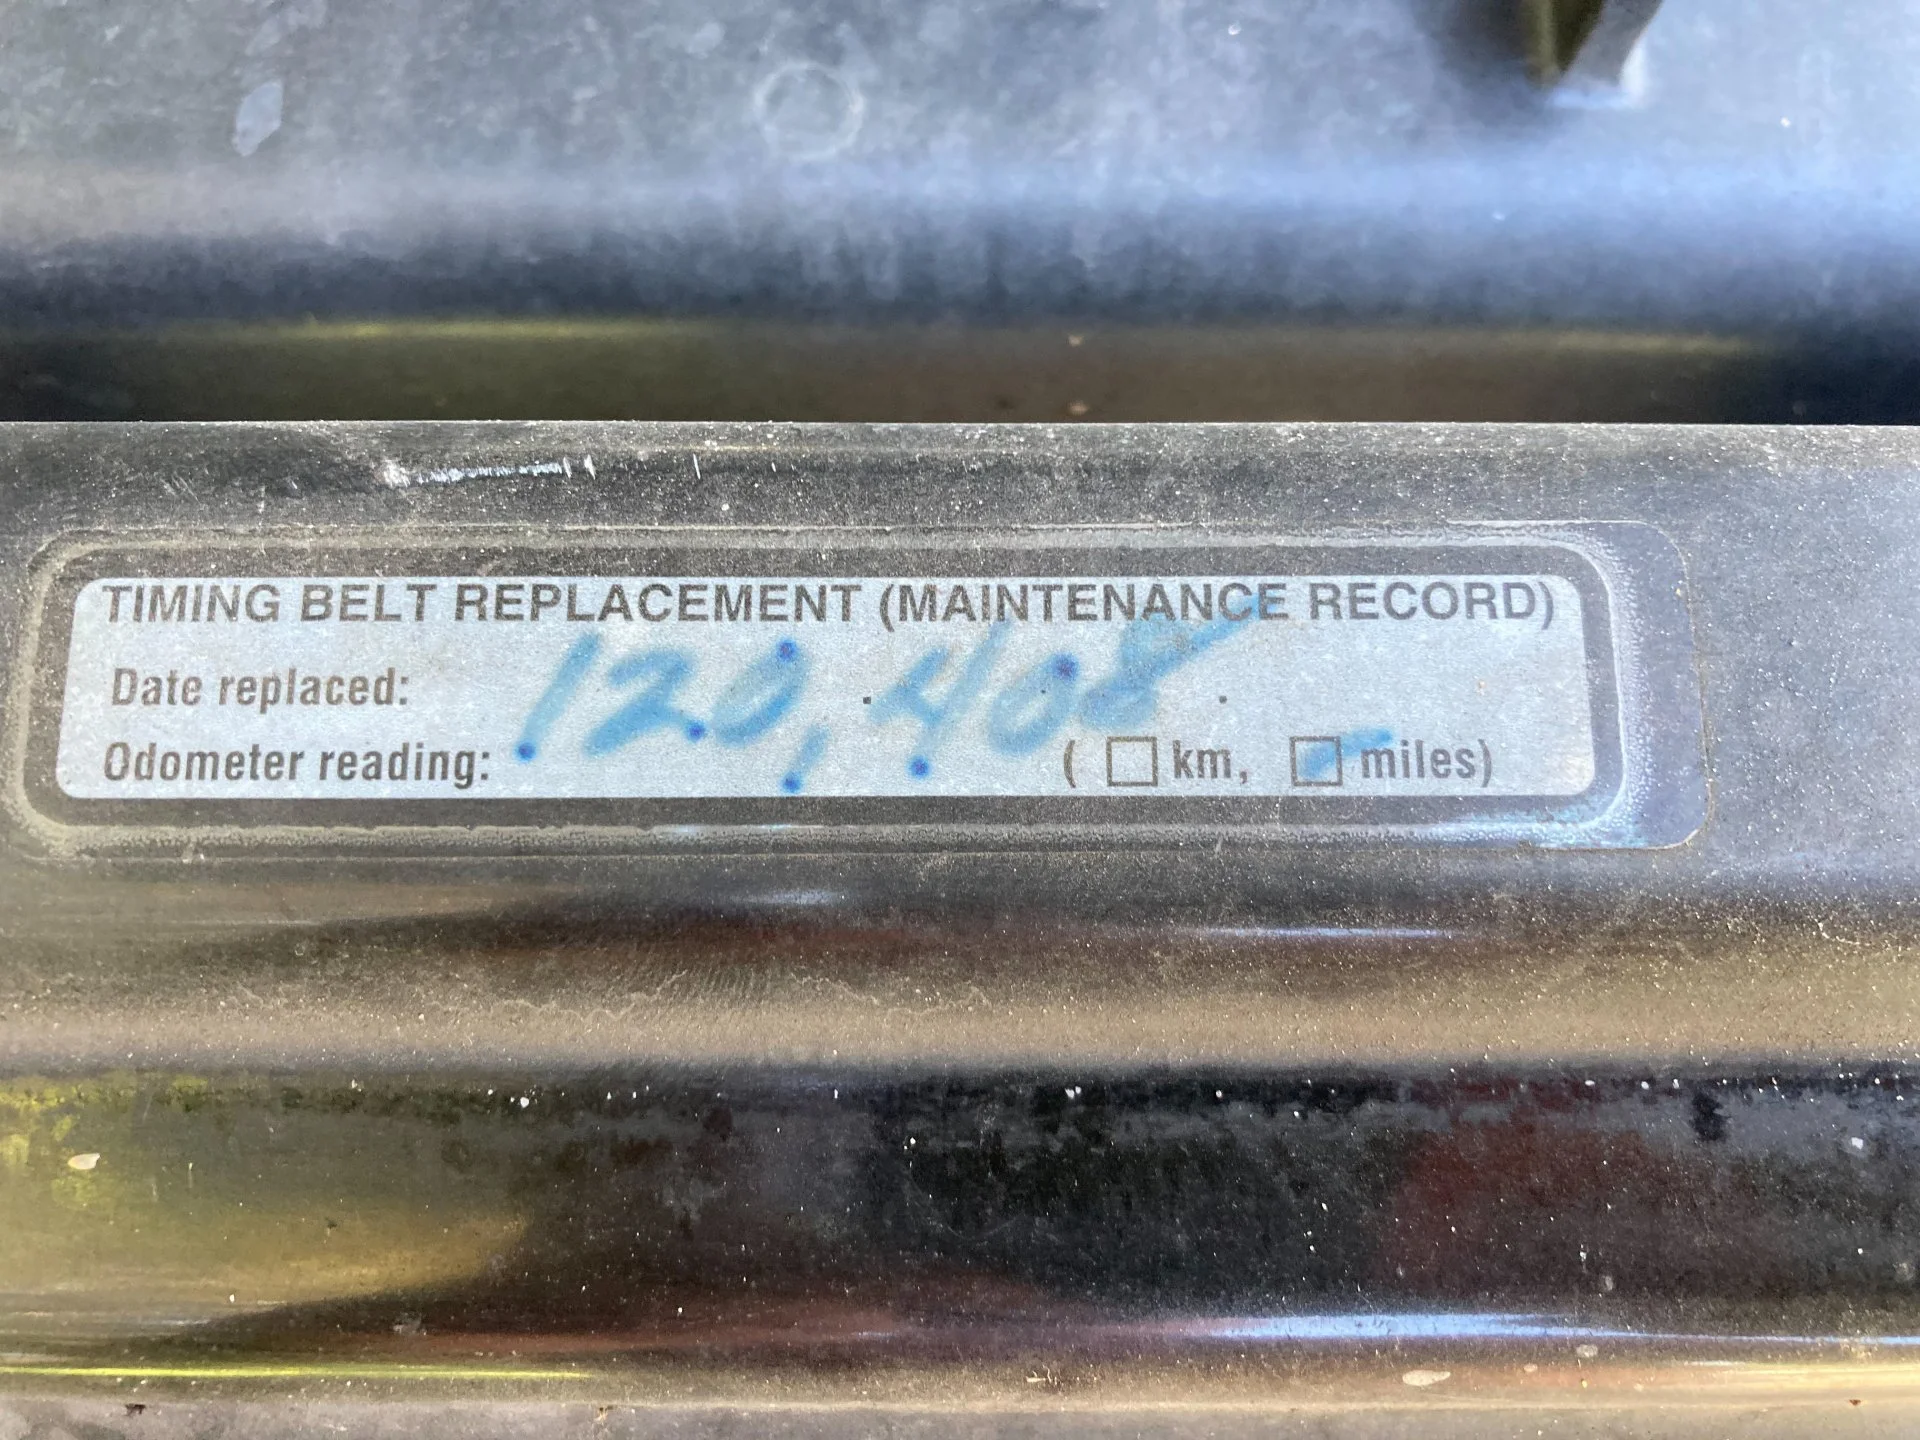 TIMING BELT REPLACEMENT (MAINTENANCE RECORD)
Date replaced: . .
120,408
Odometer reading: ( □ km, □ miles)